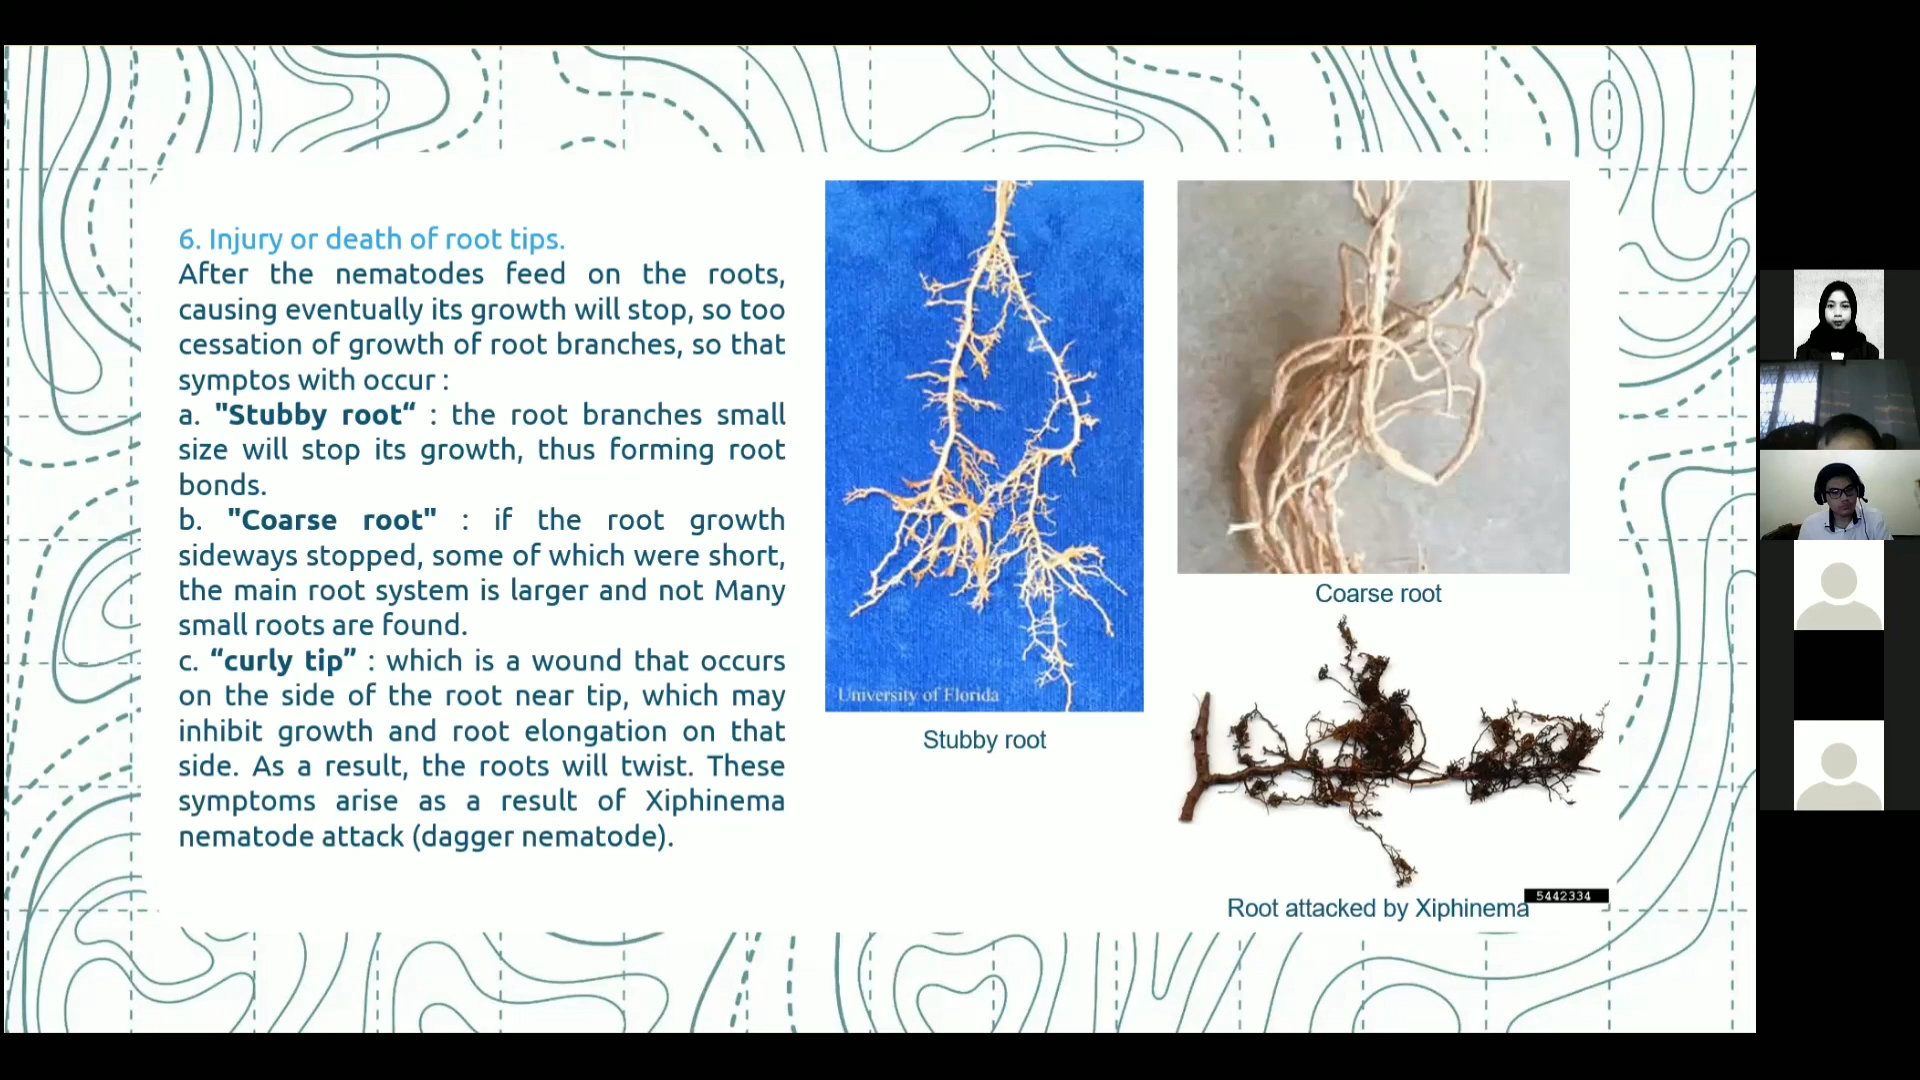 6. Injury or death of root tips.
After the nematodes feed on the roots,
causing eventually its growth will stop, so too
cessation of growth of root branches, so that
symptos with occur :
a. "Stubby root“ : the root branches small
size will stop its growth, thus forming root
bonds.
b. "Coarse root" : if the root growth
sideways stopped, some of which were short,
the main root system is larger and not Many
small roots are found.
c. “curly tip” : which is a wound that occurs
on the side of the root near tip, which may
inhibit growth and root elongation on that
side. As a result, the roots will twist. These
symptoms arise as a result of Xiphinema
nematode attack (dagger nematode).
University of Florida
Stubby root
Coarse root
5442334
Root attacked by Xiphinema